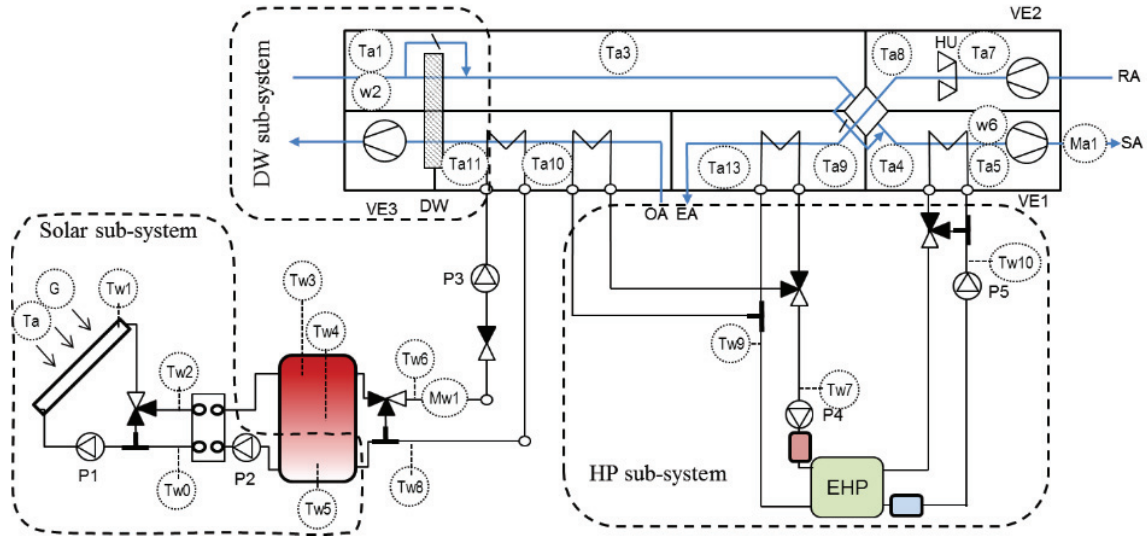 VE2
DW sub-system
Ta1
Ta3
Ta8
HU
Ta7
RA
w2
w6
Ma1
SA
Ta11
Ta10
Ta13
Ta9
Ta4
Ta5
VE3
DW
OA
EA
VE1
Solar sub-system
G
Ta
Tw1
Tw3
P3
Tw10
P5
Tw4
Tw9
Tw2
Tw6
Mw1
Tw7
P4
P1
P2
HP sub-system
EHP
Tw0
Tw5
Tw8